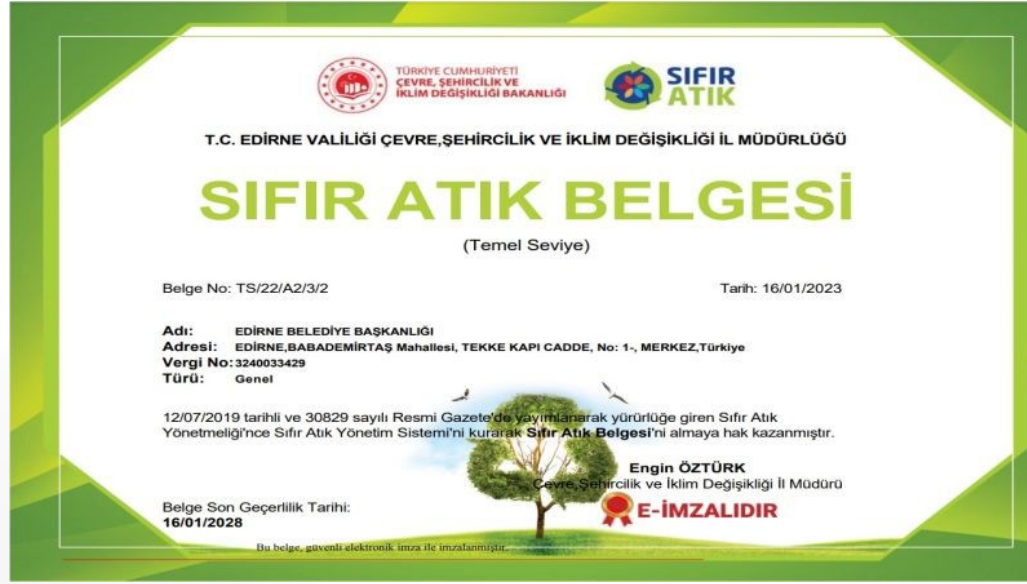 TÜRKİYE CUMHURİYETİ
ÇEVRE, ŞEHİRCİLİK VE
İKLİM DEĞİŞİKLİĞİ BAKANLIĞI
SIFIR
ATIK
T.C. EDİRNE VALİLİĞİ ÇEVRE,ŞEHİRCİLİK VE İKLİM DEĞİŞİKLİĞİ İL MÜDÜRLÜĞÜ
SIFIR ATIK BELGESİ
(Temel Seviye)
Belge No: TS/22/A2/3/2 Tarih: 16/01/2023
Adı: EDİRNE BELEDİYE BAŞKANLIĞI
Adresi: EDİRNE,BABADEMİRTAŞ Mahallesi, TEKKE KAPI CADDE, No: 1-, MERKEZ,Türkiye
Vergi No: 3240033429
Türü: Genel
12/07/2019 tarihli ve 30829 sayılı Resmi Gazete'de yayımlanarak yürürlüğe giren Sıfır Atık
Yönetmeliği'nce Sıfır Atık Yönetim Sistemi'ni kurarak Sıfır Atık Belgesi'ni almaya hak kazanmıştır.
Engin ÖZTÜRK
Çevre,Şehircilik ve İklim Değişikliği İl Müdürü
E-İMZALIDIR
Belge Son Geçerlilik Tarihi:
16/01/2028
Bu belge, güvenli elektronik imza ile imzalanmıştır.